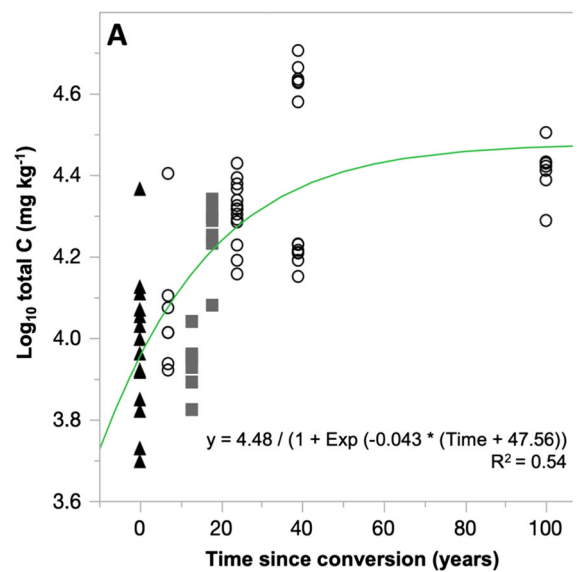 A
Log₁₀ total C (mg kg⁻¹)
4.6
4.4
4.2
4.0
3.8
3.6
y = 4.48 / (1 + Exp (-0.043 * (Time + 47.56))
R² = 0.54
0 20 40 60 80 100
Time since conversion (years)